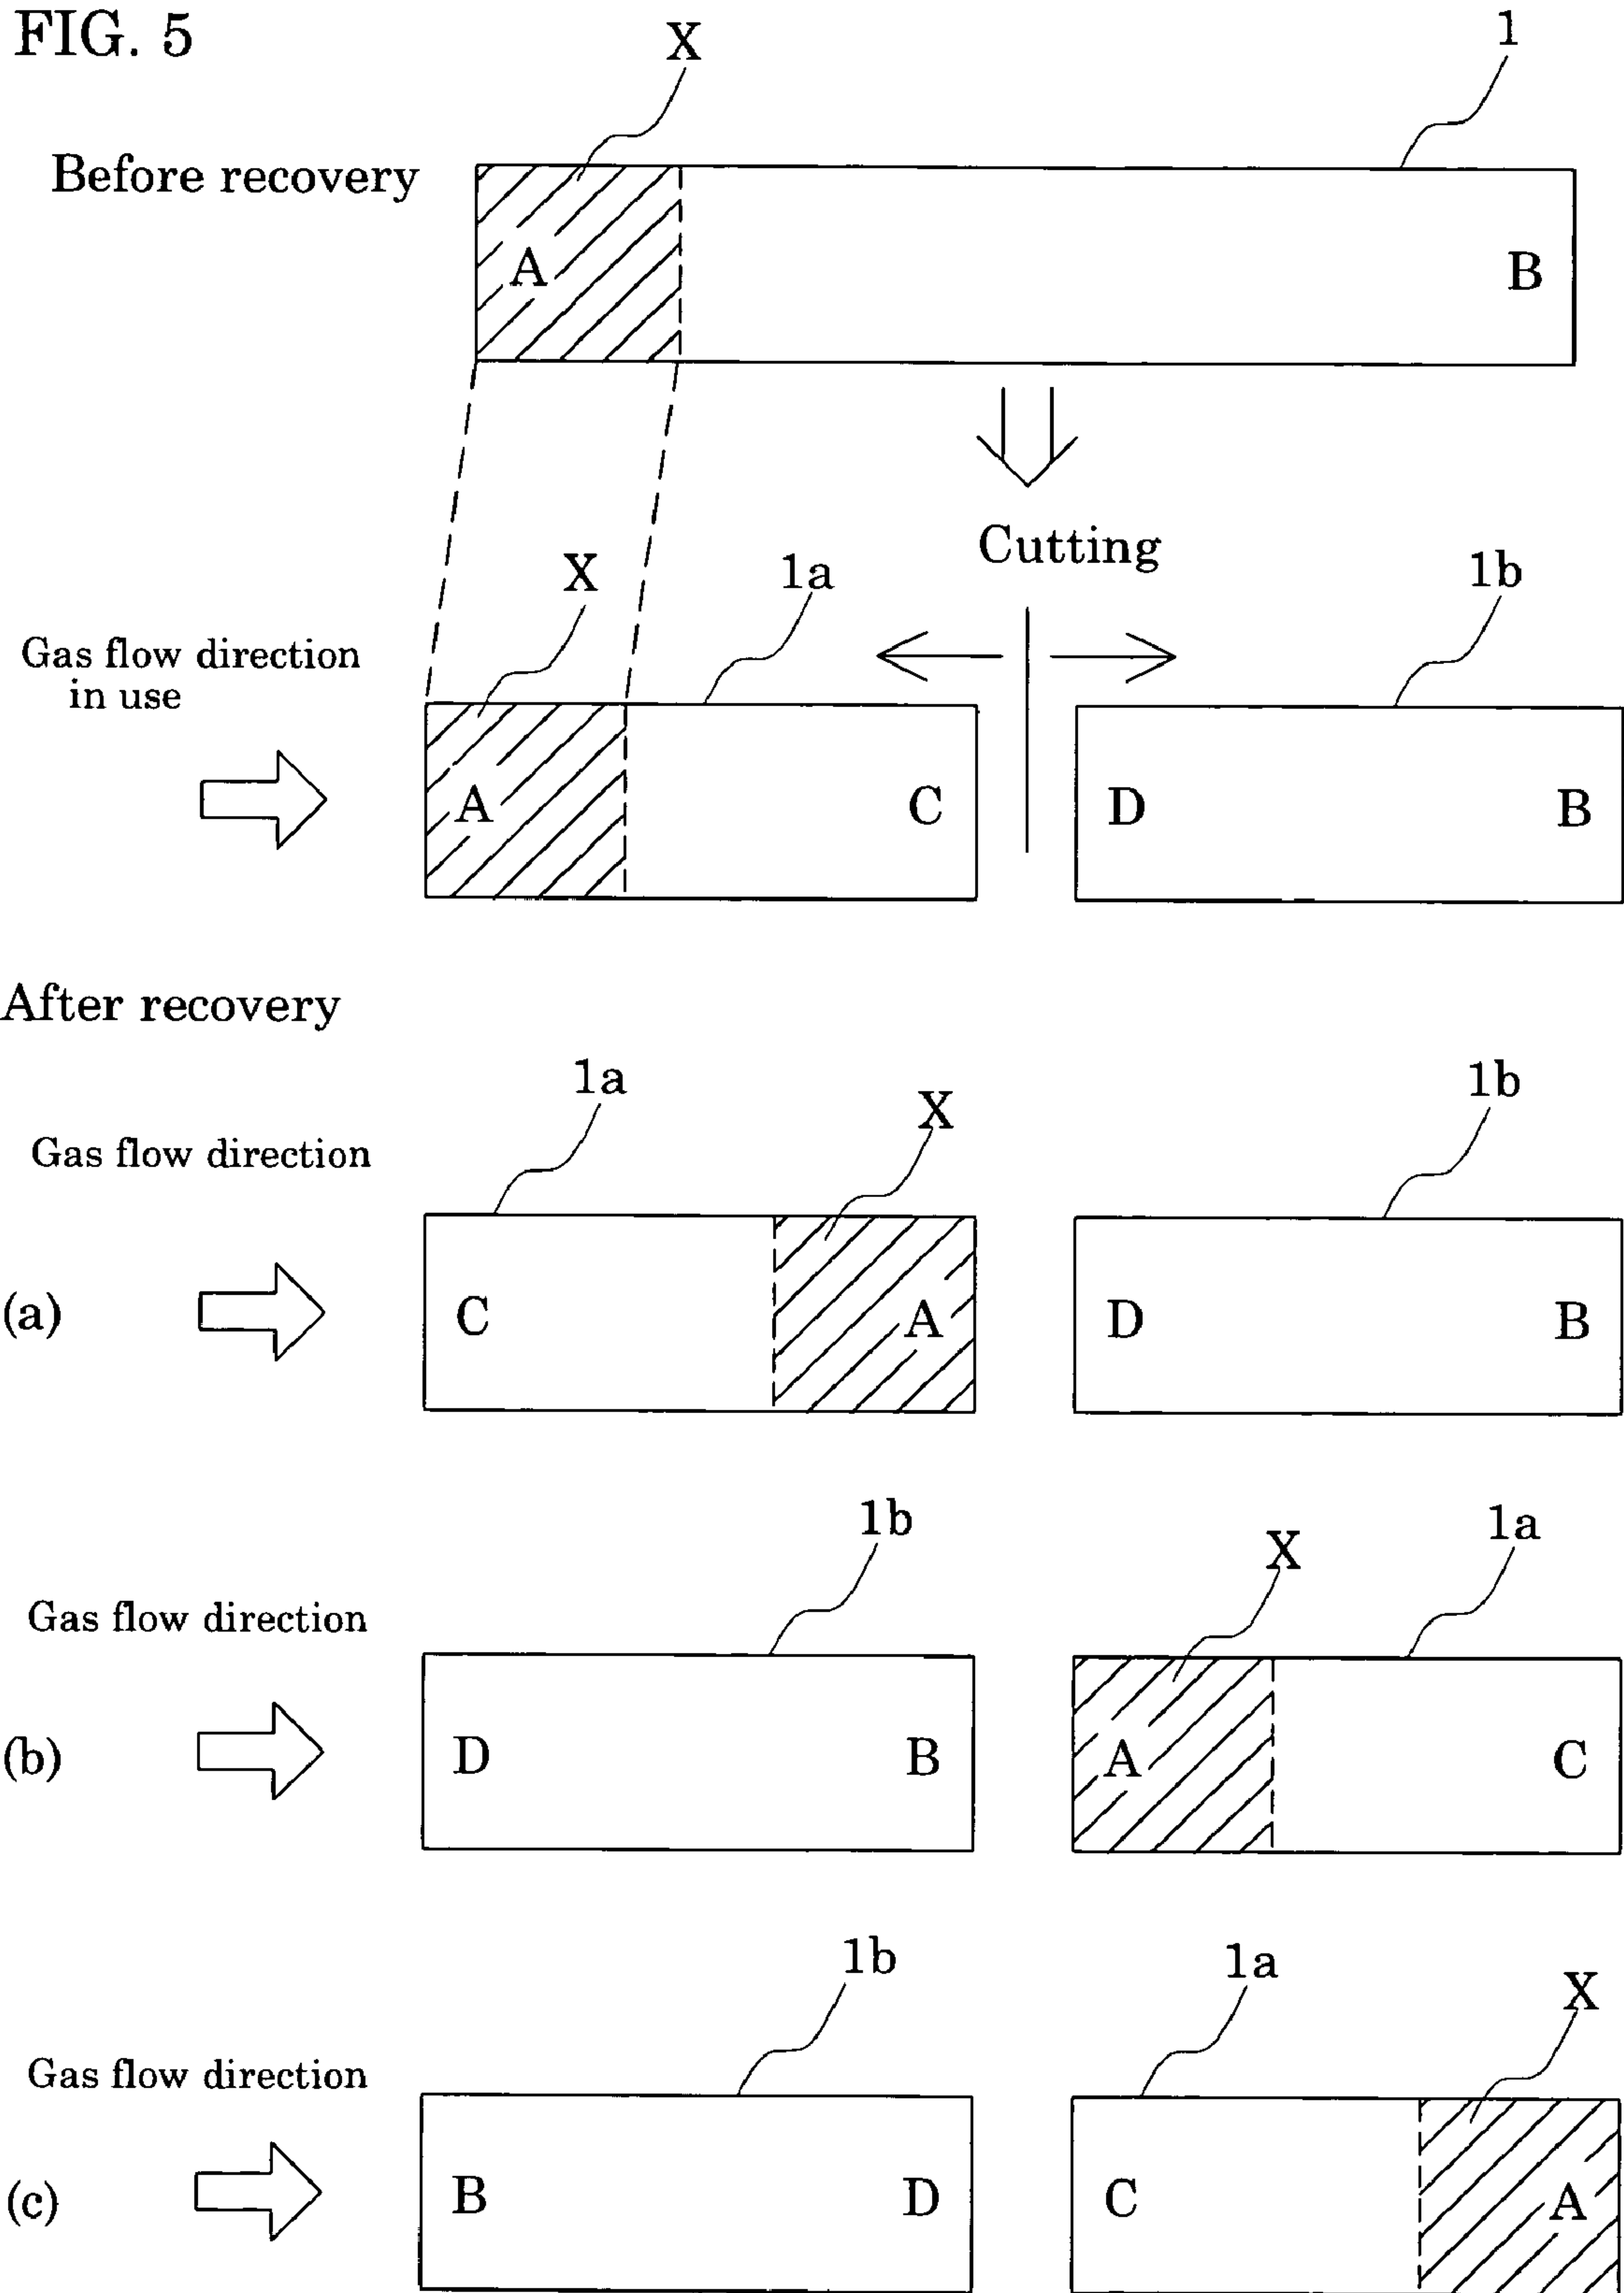 FIG. 5
X
1
Before recovery
A
B
Cutting
X
1a
1b
Gas flow direction
in use
A
C
D
B
After recovery
1a
X
1b
Gas flow direction
(a)
C
A
D
B
1b
X
1a
Gas flow direction
(b)
D
B
A
C
1b
1a
X
Gas flow direction
(c)
B
D
C
A